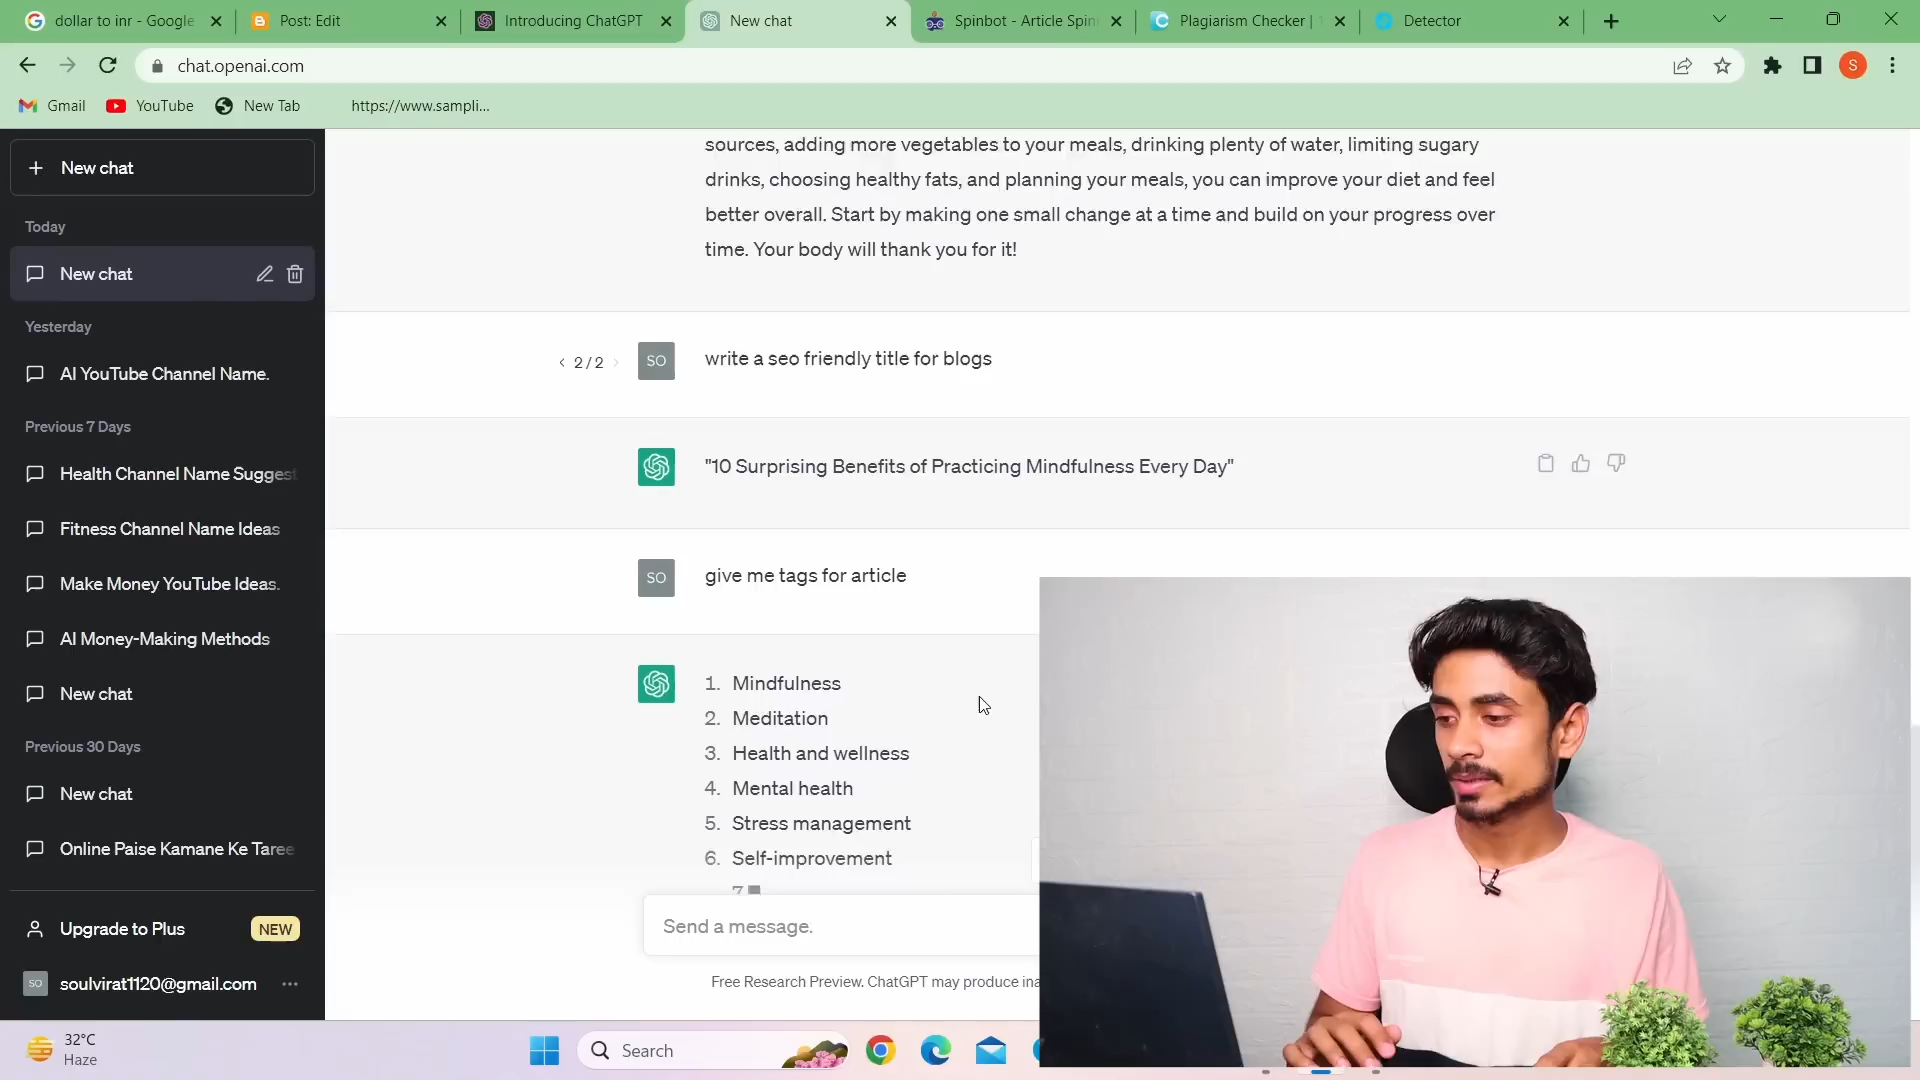 dollar to inr - Google
Post: Edit
Introducing ChatGPT
New chat
Spinbot - Article Spin
Plagiarism Checker |
Detector
chat.openai.com
S
Gmail
YouTube
New Tab
https://www.sampli...
New chat
Today
New chat
Yesterday
AI YouTube Channel Name.
Previous 7 Days
Health Channel Name Suggest
Fitness Channel Name Ideas
Make Money YouTube Ideas.
AI Money-Making Methods
New chat
Previous 30 Days
New chat
Online Paise Kamane Ke Taree
Upgrade to Plus
NEW
SO
soulvirat1120@gmail.com
sources, adding more vegetables to your meals, drinking plenty of water, limiting sugary
drinks, choosing healthy fats, and planning your meals, you can improve your diet and feel
better overall. Start by making one small change at a time and build on your progress over
time. Your body will thank you for it!
< 2 / 2 >
SO
write a seo friendly title for blogs
"10 Surprising Benefits of Practicing Mindfulness Every Day"
SO
give me tags for article
1. Mindfulness
2. Meditation
3. Health and wellness
4. Mental health
5. Stress management
6. Self-improvement
7
Send a message.
Free Research Preview. ChatGPT may produce ina
32°C
Haze
Search